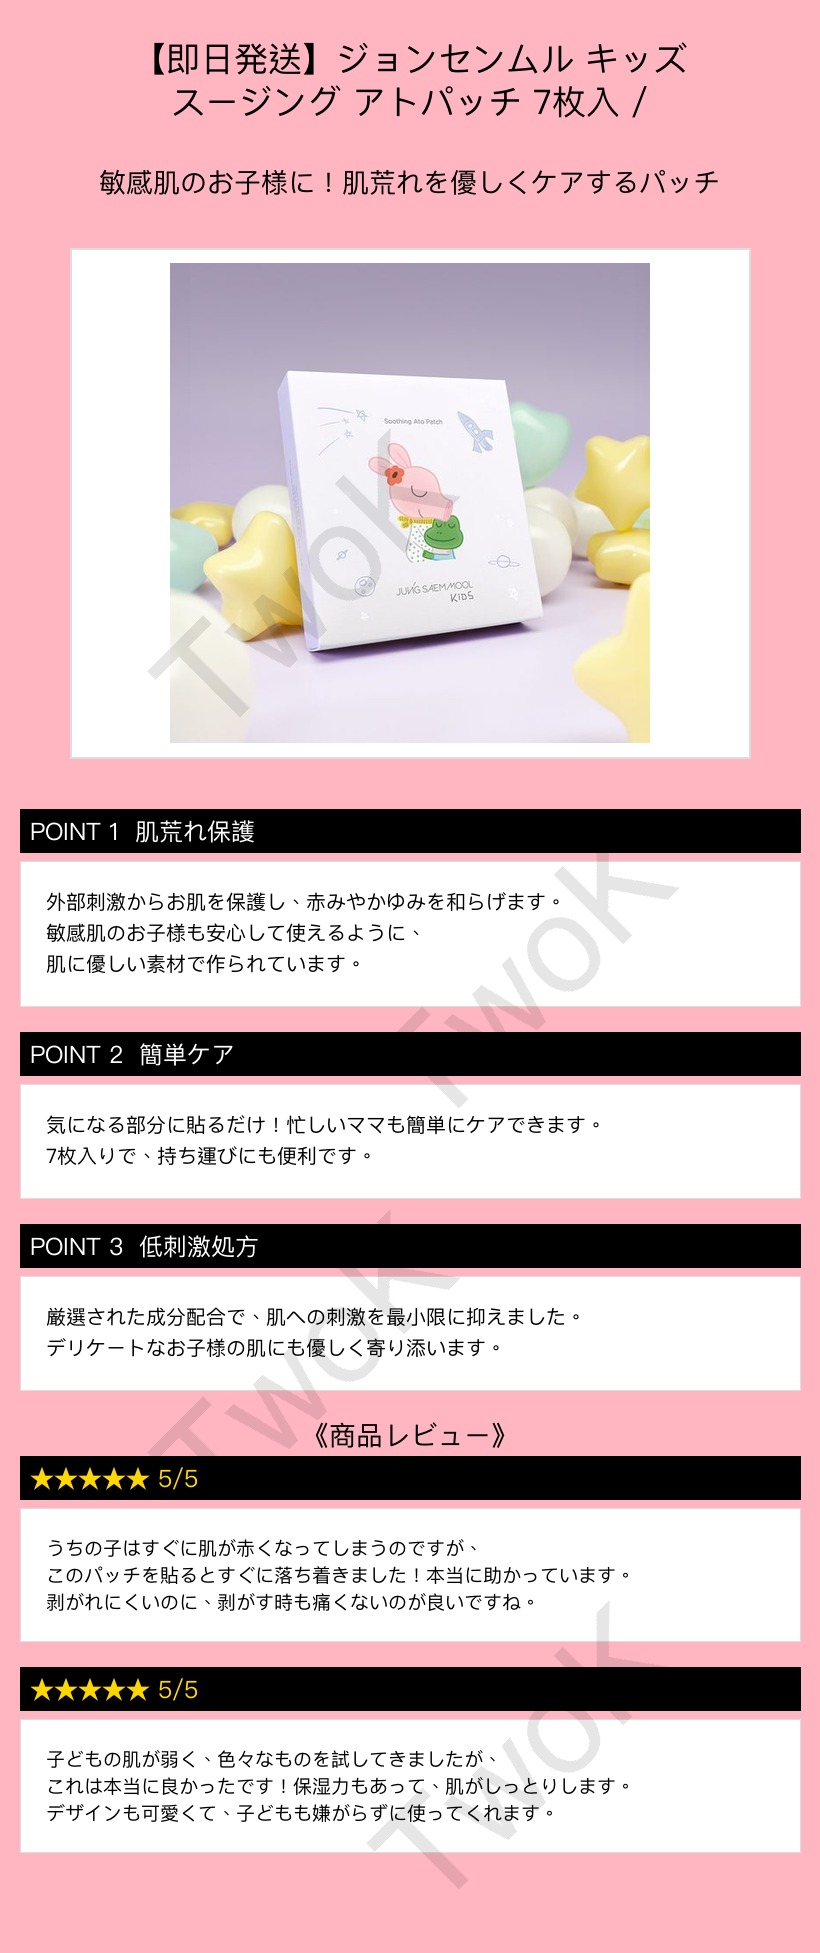 【即日発送】ジョンセンムル キッズ
スージング アトパッチ 7枚入 /
敏感肌のお子様に！肌荒れを優しくケアするパッチ
Soothing Ato Patch
JUNG SAEM MOOL
KiDS
TwoK
POINT 1 肌荒れ保護
外部刺激からお肌を保護し、赤みやかゆみを和らげます。
敏感肌のお子様も安心して使えるように、
肌に優しい素材で作られています。
TwoK
POINT 2 簡単ケア
気になる部分に貼るだけ！忙しいママも簡単にケアできます。
7枚入りで、持ち運びにも便利です。
POINT 3 低刺激処方
厳選された成分配合で、肌への刺激を最小限に抑えました。
デリケートなお子様の肌にも優しく寄り添います。
TwoK
《商品レビュー》
★★★★★ 5/5
うちの子はすぐに肌が赤くなってしまうのですが、
このパッチを貼るとすぐに落ち着きました！本当に助かっています。
剥がれにくいのに、剥がす時も痛くないのが良いですね。
★★★★★ 5/5
子どもの肌が弱く、色々なものを試してきましたが、
これは本当に良かったです！保湿力もあって、肌がしっとりします。
デザインも可愛くて、子どもも嫌がらずに使ってくれます。
TwoK